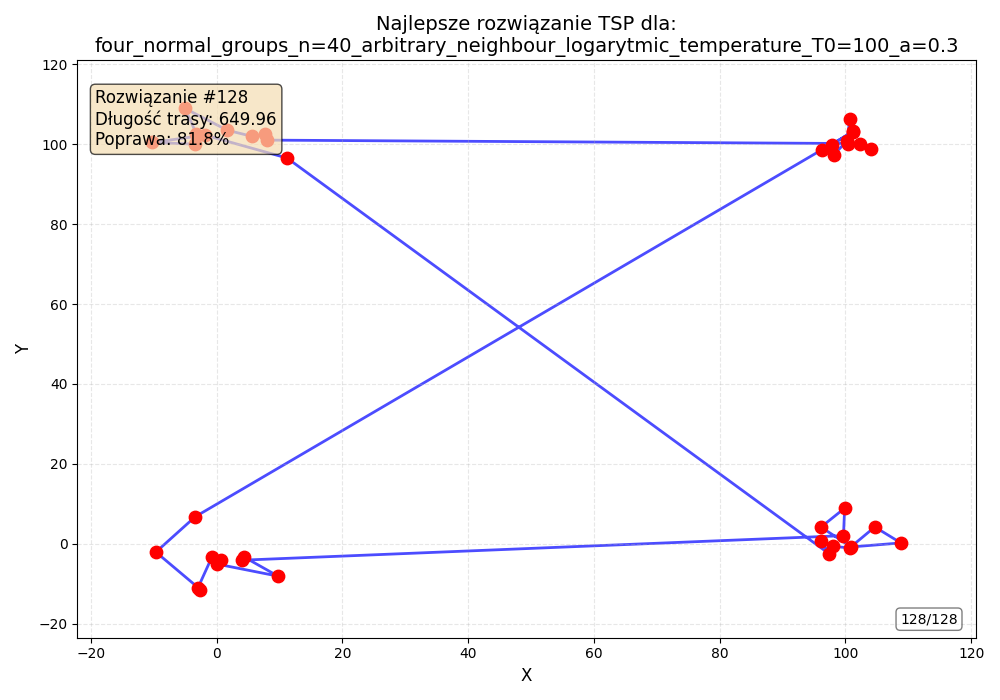 Najlepsze rozwiązanie TSP dla:
four_normal_groups_n=40_arbitrary_neighbour_logarytmic_temperature_T0=100_a=0.3
Rozwiązanie #128
Długość trasy: 649.96
Poprawa: 81.8%
120
100
80
60
40
20
0
−20
Y
128/128
−20
0
20
40
60
80
100
120
X